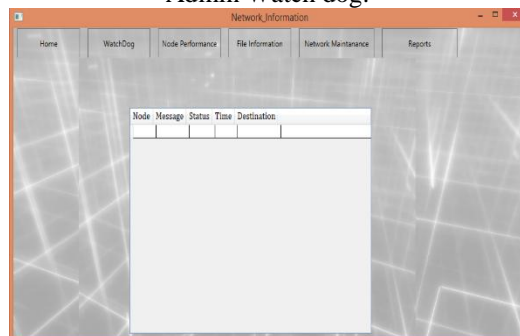 Admin Watch dog:
Network_Information
Home WatchDog Node Performance File Information Network Maintanance Reports
Node Message Status Time Destination